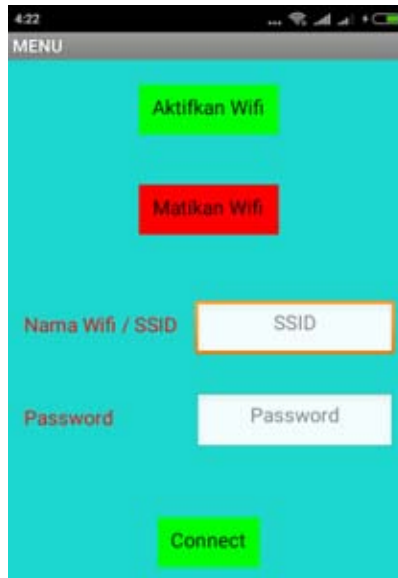 4:22
MENU
Aktifkan Wifi
Matikan Wifi
Nama Wifi / SSID
SSID
Password
Password
Connect